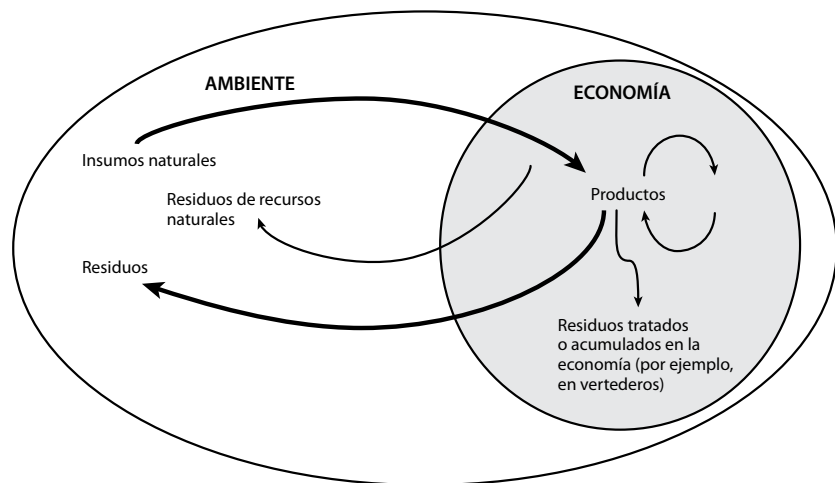 AMBIENTE
ECONOMÍA
Insumos naturales
Residuos de recursos
naturales
Productos
Residuos
Residuos tratados
o acumulados en la
economía (por ejemplo,
en vertederos)